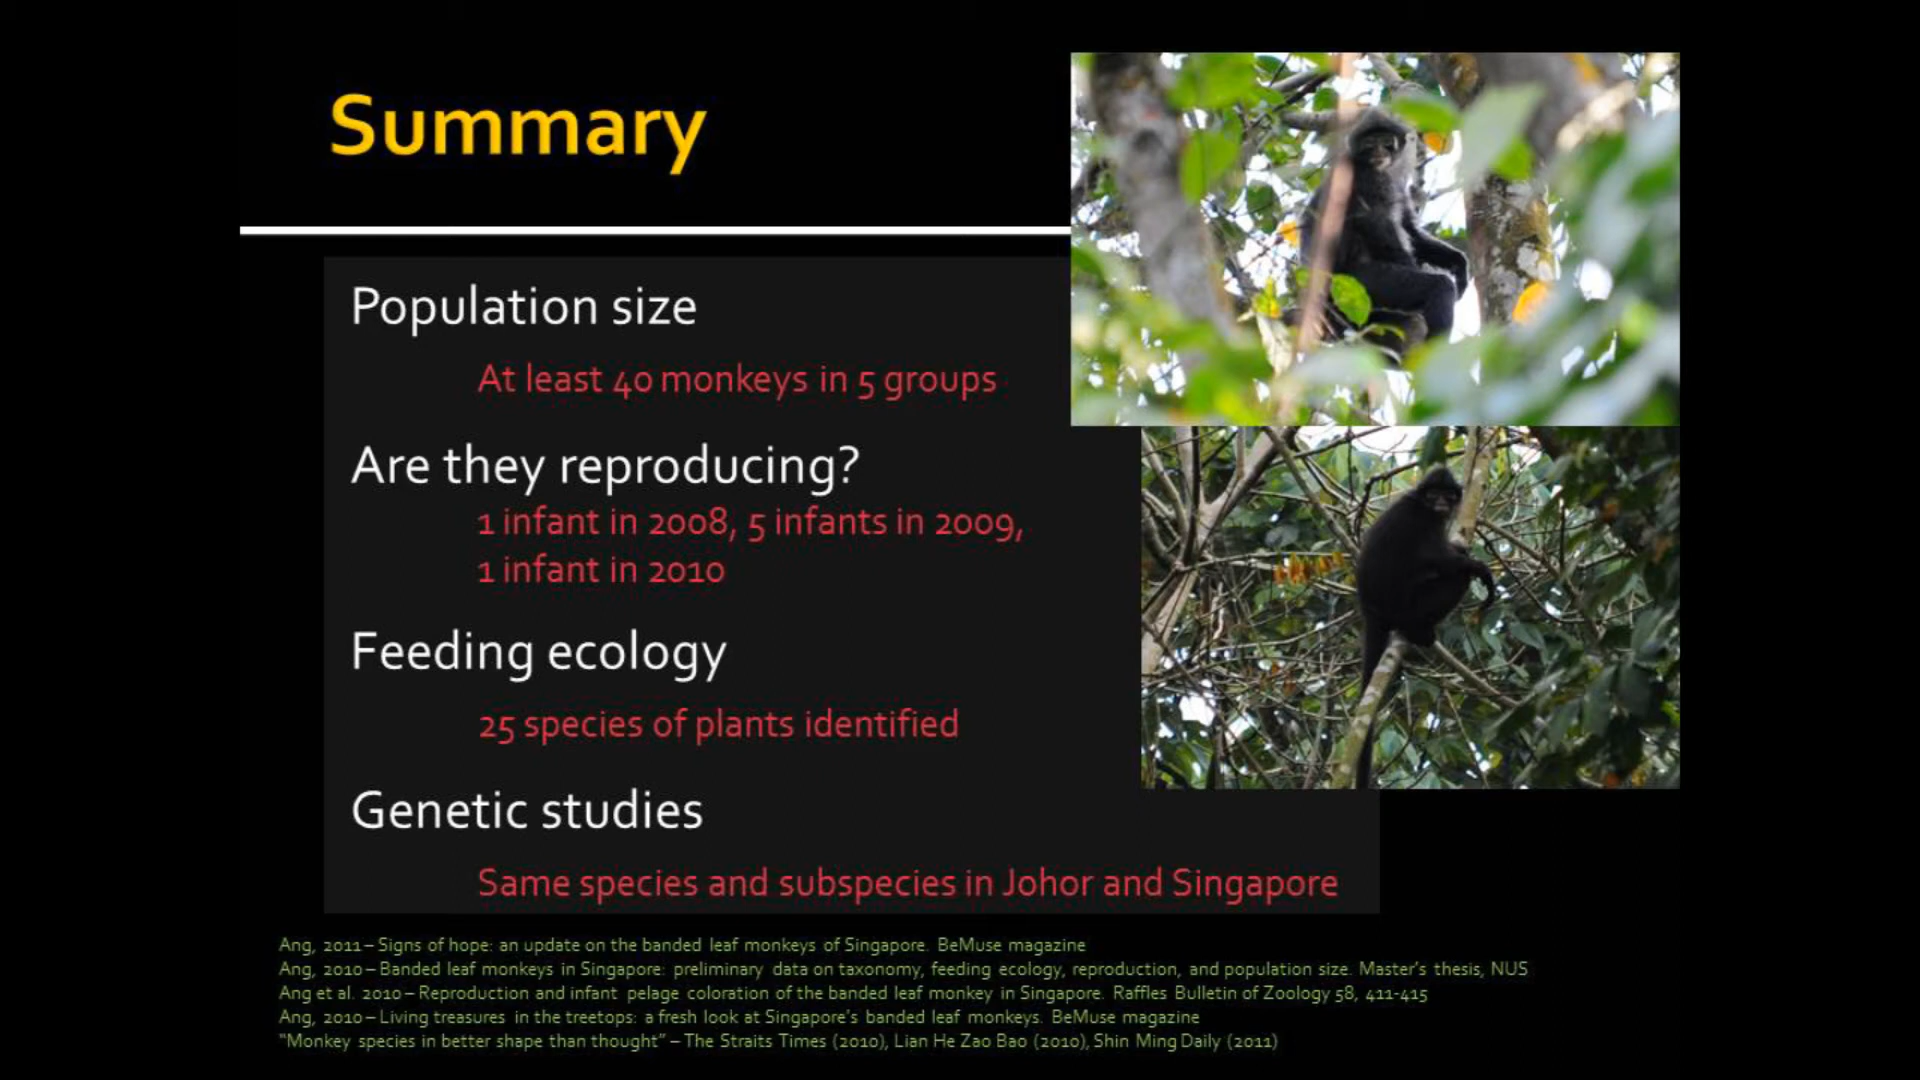 Summary
Population size
At least 40 monkeys in 5 groups
Are they reproducing?
1 infant in 2008, 5 infants in 2009,
1 infant in 2010
Feeding ecology
25 species of plants identified
Genetic studies
Same species and subspecies in Johor and Singapore
Ang, 2011 – Signs of hope: an update on the banded leaf monkeys of Singapore. BeMuse magazine
Ang, 2010 – Banded leaf monkeys in Singapore: preliminary data on taxonomy, feeding ecology, reproduction, and population size. Master's thesis, NUS
Ang et al. 2010 – Reproduction and infant pelage coloration of the banded leaf monkey in Singapore. Raffles Bulletin of Zoology 58, 411-415
Ang, 2010 – Living treasures in the treetops: a fresh look at Singapore's banded leaf monkeys. BeMuse magazine
"Monkey species in better shape than thought" – The Straits Times (2010), Lian He Zao Bao (2010), Shin Ming Daily (2011)